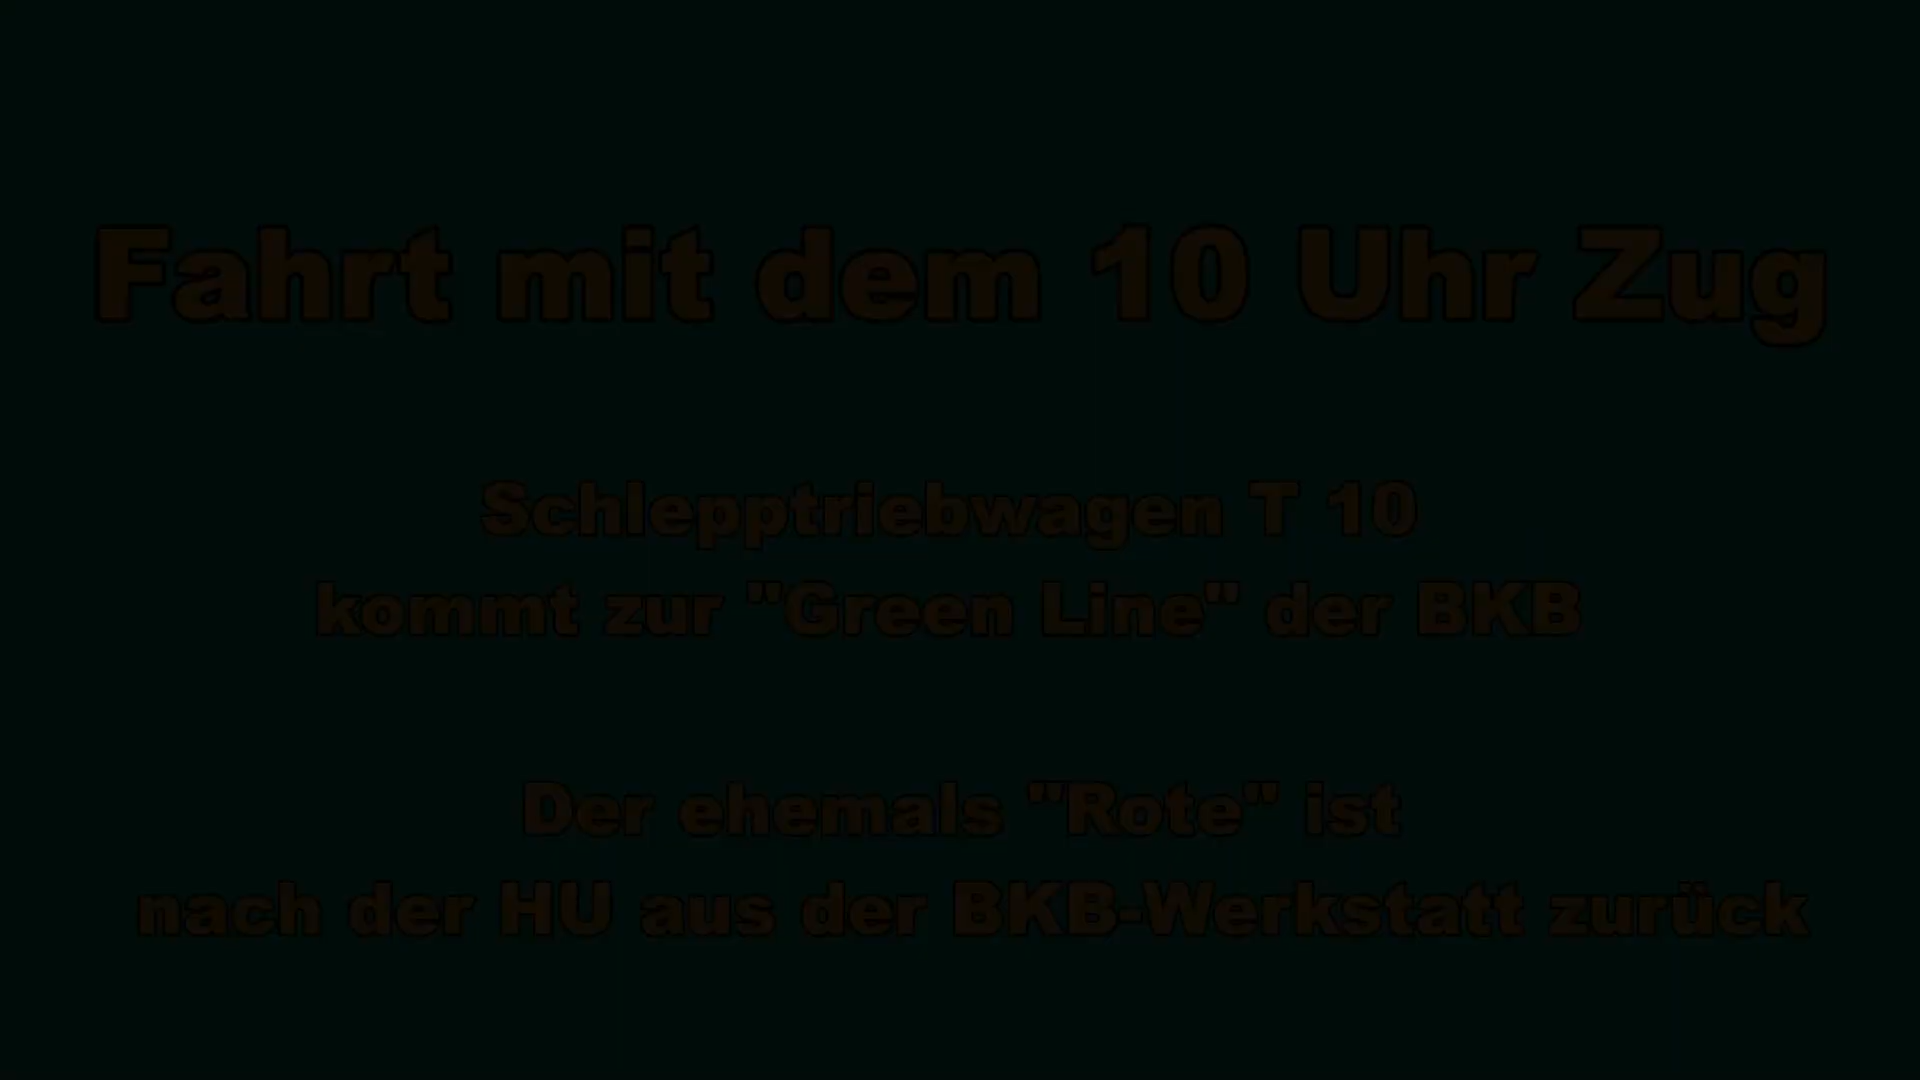 Fahrt mit dem 10 Uhr Zug
Schlepptriebwagen T 10
kommt zur "Green Line" der BKB
Der ehemals "Rote" ist
nach der HU aus der BKB-Werkstatt zurück